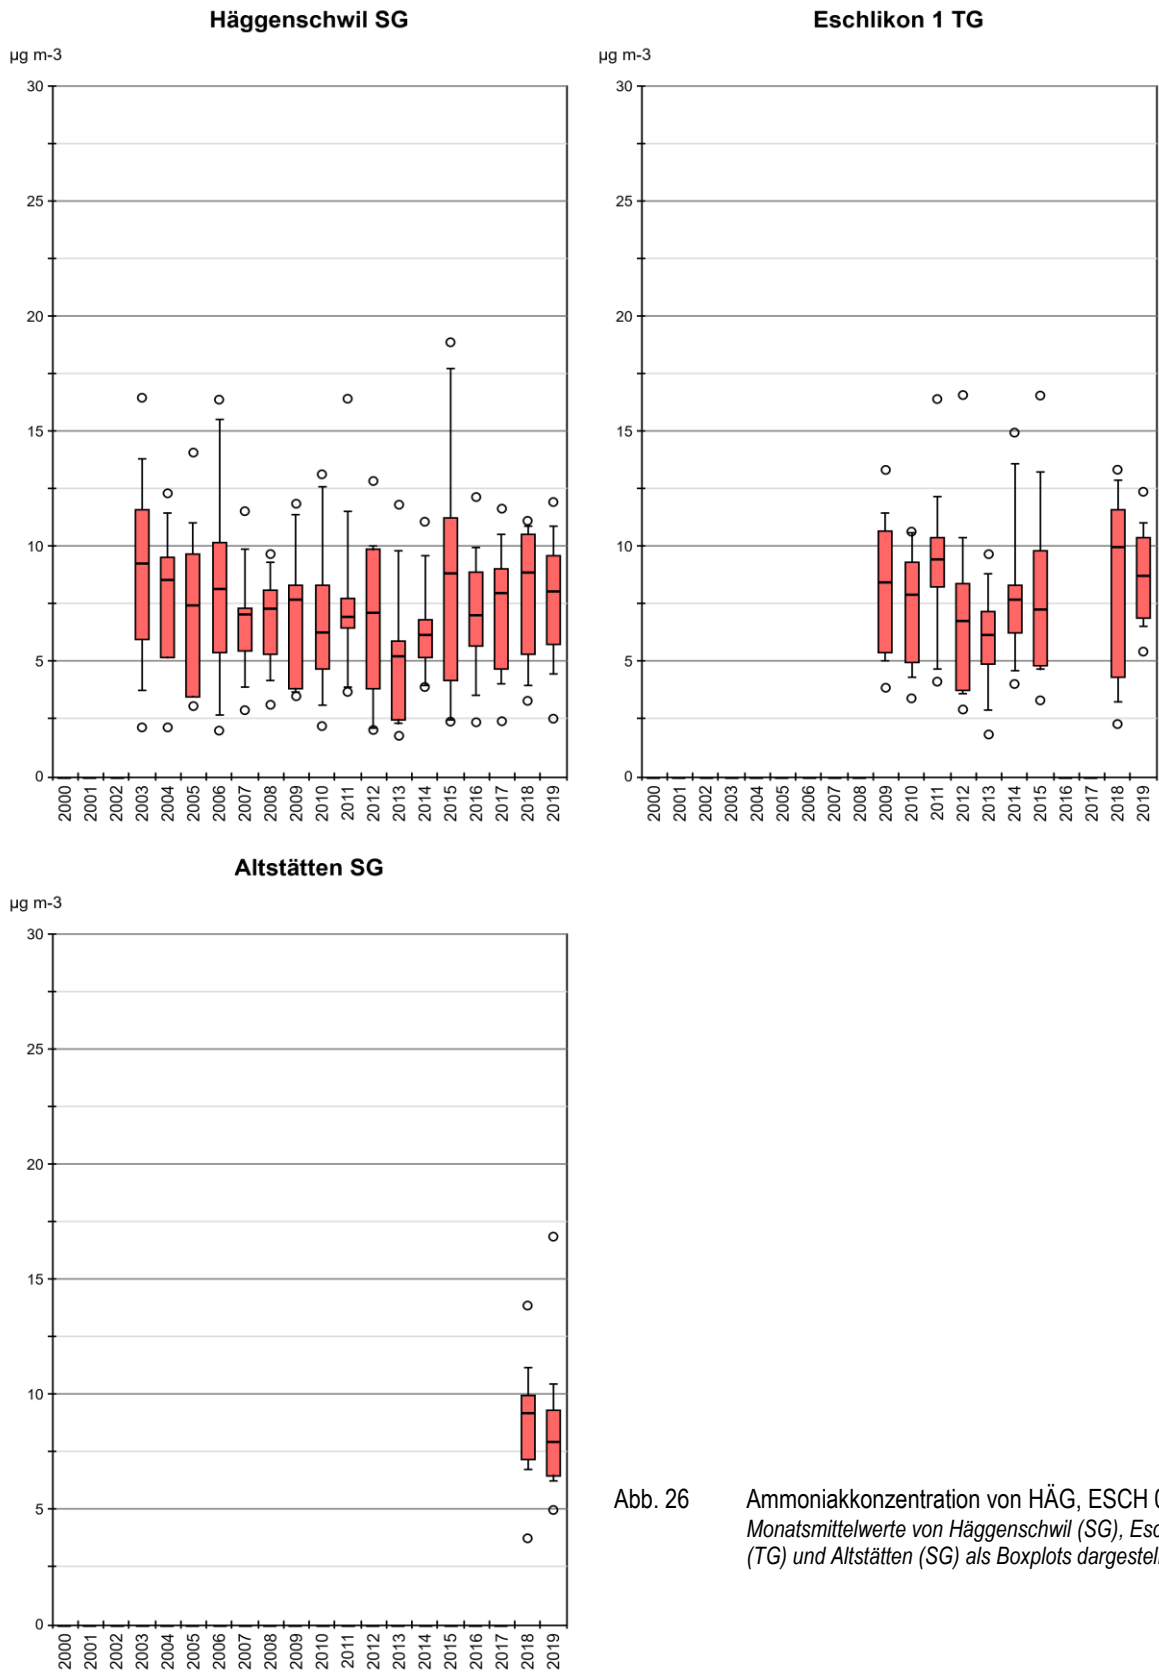 Häggenschwil SG
µg m-3
30
25
20
15
10
5
0
2000 2001 2002 2003 2004 2005 2006 2007 2008 2009 2010 2011 2012 2013 2014 2015 2016 2017 2018 2019
Eschlikon 1 TG
µg m-3
30
25
20
15
10
5
0
2000 2001 2002 2003 2004 2005 2006 2007 2008 2009 2010 2011 2012 2013 2014 2015 2016 2017 2018 2019
Altstätten SG
µg m-3
30
25
20
15
10
5
0
2000 2001 2002 2003 2004 2005 2006 2007 2008 2009 2010 2011 2012 2013 2014 2015 2016 2017 2018 2019
Abb. 26 Ammoniakkonzentration von HÄG, ESCH
Monatsmittelwerte von Häggenschwil (SG),
(TG) und Altstätten (SG) als Boxplots